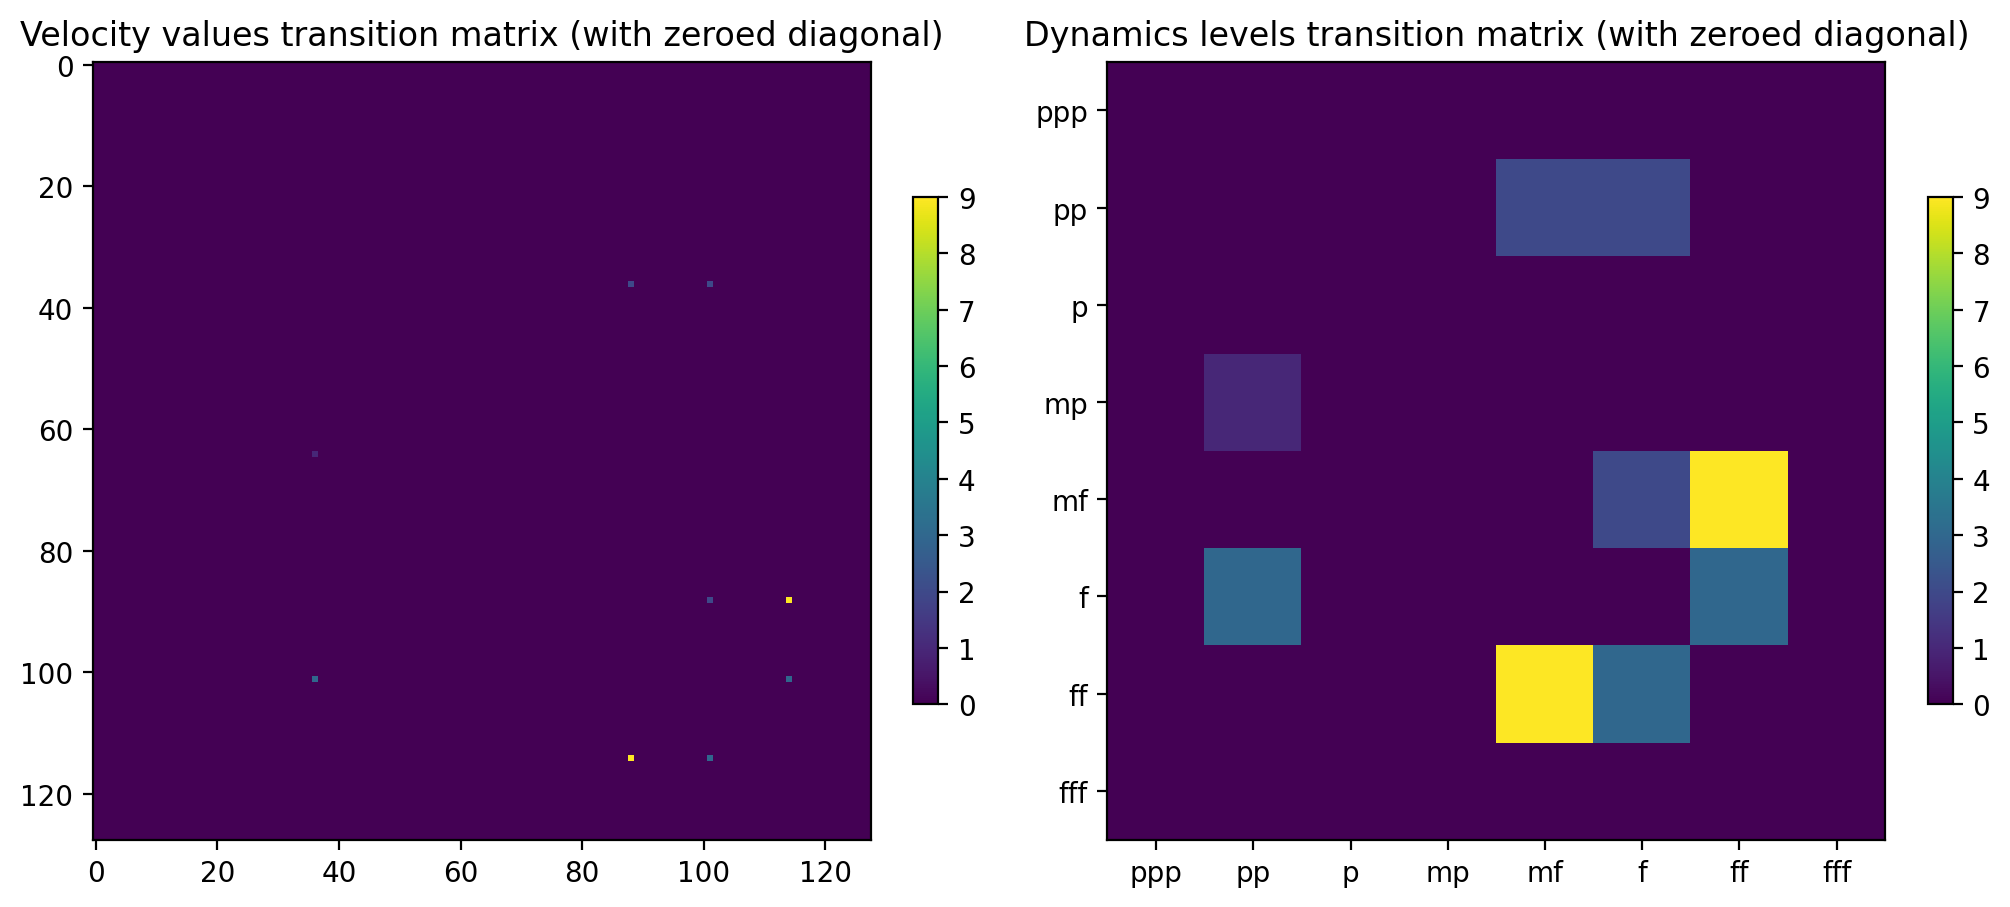 Velocity values transition matrix (with zeroed diagonal)
0
20
40
60
80
100
120
0 20 40 60 80 100 120
9
8
7
6
5
4
3
2
1
0
Dynamics levels transition matrix (with zeroed diagonal)
ppp
pp
p
mp
mf
f
ff
fff
ppp pp p mp mf f ff fff
9
8
7
6
5
4
3
2
1
0